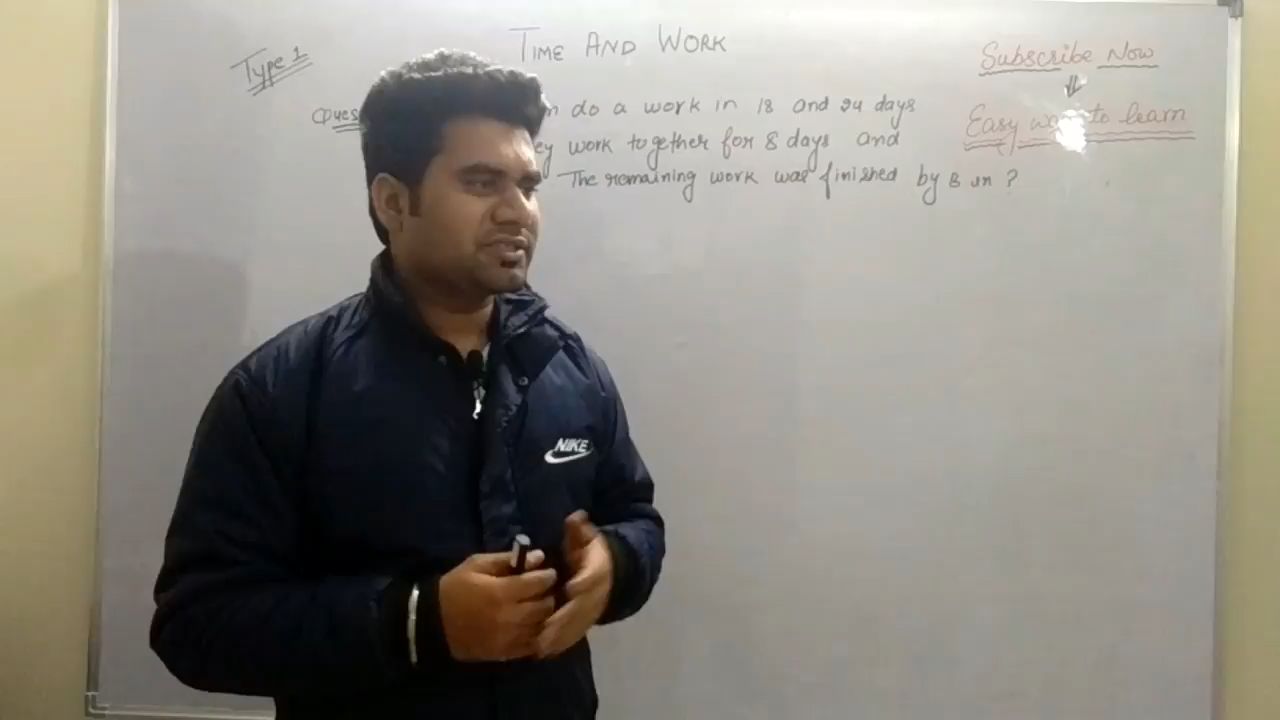 TIME AND WORK
Type 1
Subscribe Now
Ques
n do a work in 18 and 24 days
Easy to learn
ey work together for 8 days and
The remaining work was finished by B in ?
NIKE